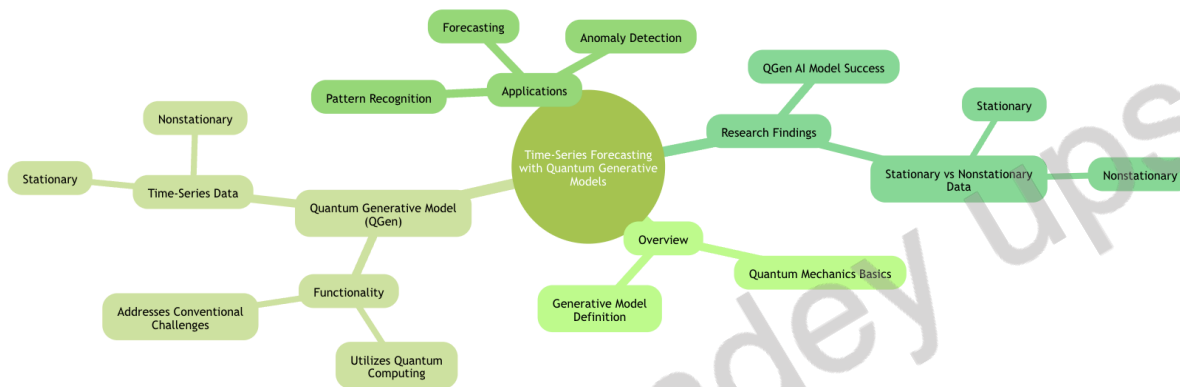 Time-Series Forecasting
with Quantum Generative
Models
Applications
Forecasting
Anomaly Detection
Pattern Recognition
Research Findings
QGen AI Model Success
Stationary vs Nonstationary
Data
Stationary
Nonstationary
Overview
Quantum Mechanics Basics
Generative Model
Definition
Quantum Generative Model
(QGen)
Time-Series Data
Nonstationary
Stationary
Functionality
Addresses Conventional
Challenges
Utilizes Quantum
Computing